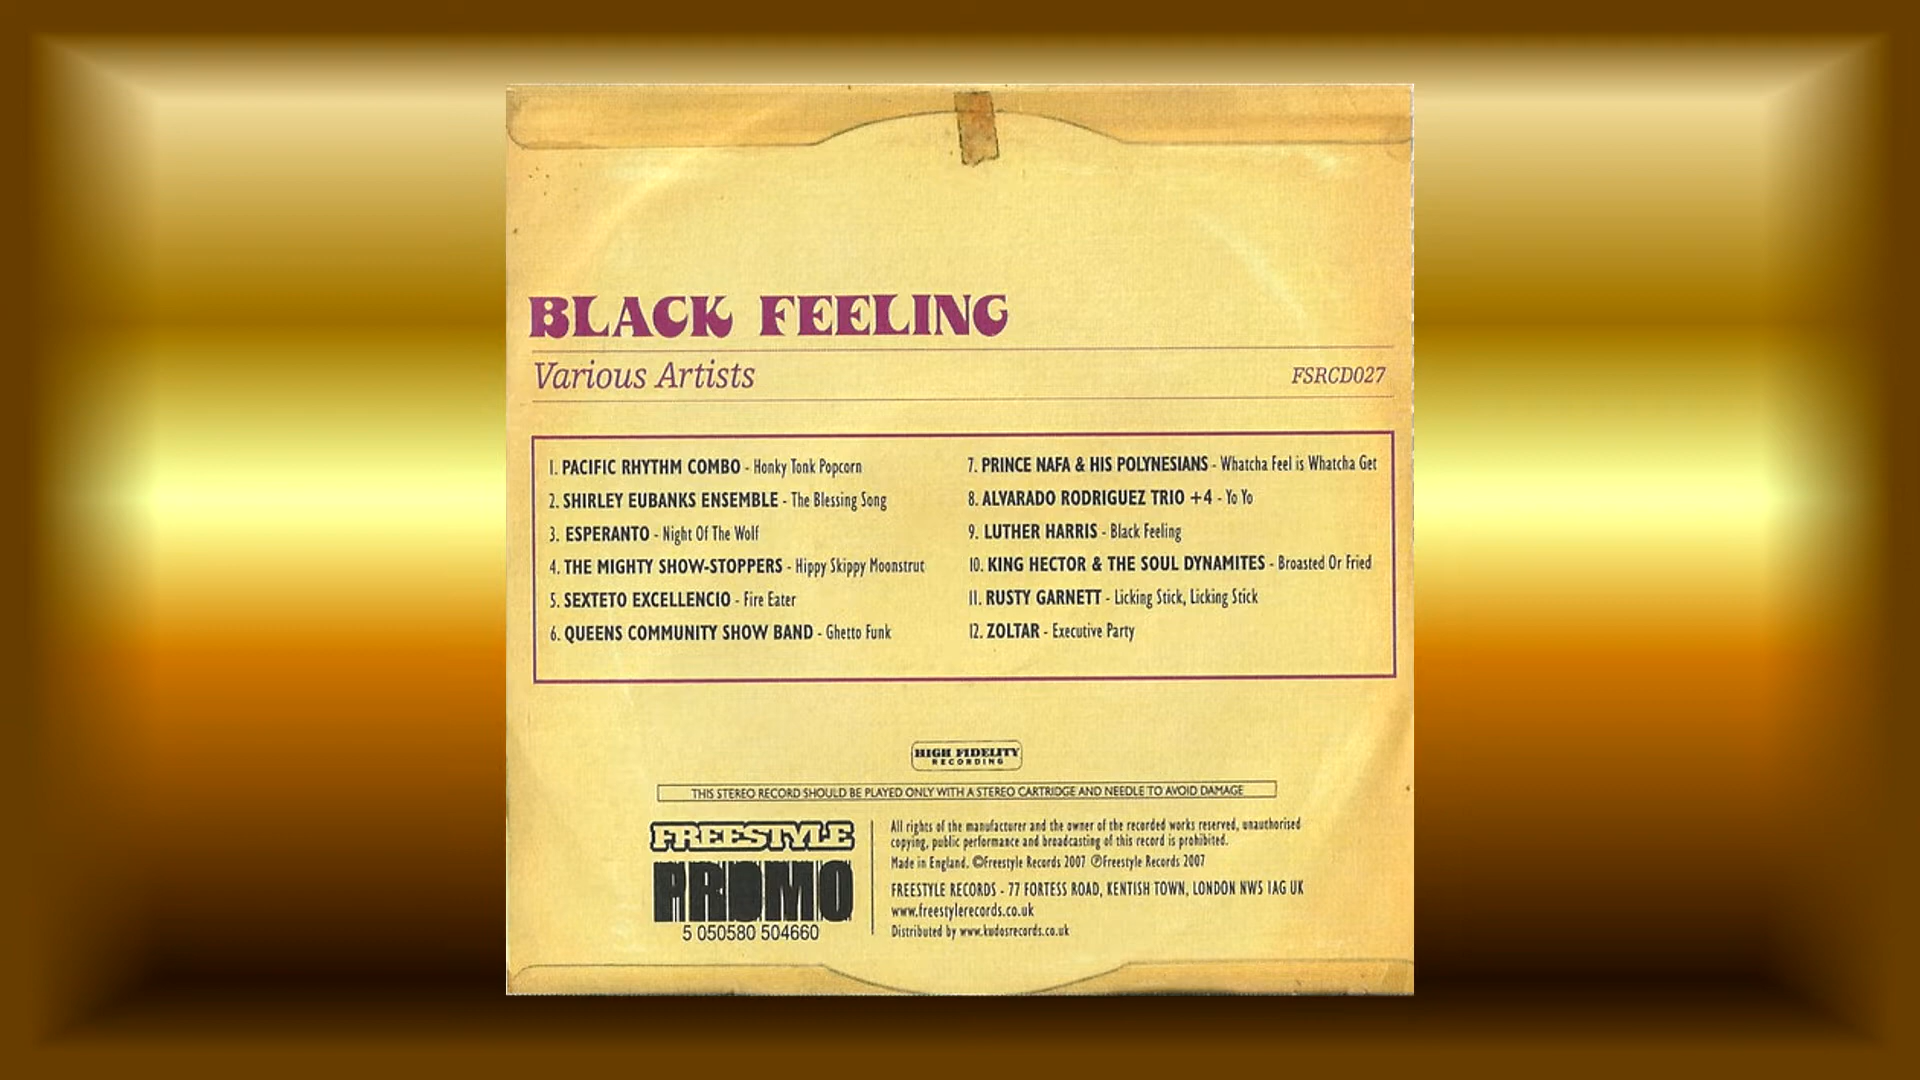 BLACK FEELING
Various Artists
FSRCD027
1. PACIFIC RHYTHM COMBO - Honky Tonk Popcorn
2. SHIRLEY EUBANKS ENSEMBLE - The Blessing Song
3. ESPERANTO - Night Of The Wolf
4. THE MIGHTY SHOW-STOPPERS - Hippy Skippy Moonstrut
5. SEXTETO EXCELLENCIO - Fire Eater
6. QUEENS COMMUNITY SHOW BAND - Ghetto Funk
7. PRINCE NAFA & HIS POLYNESIANS - Whatcha Feel is Whatcha Get
8. ALVARADO RODRIGUEZ TRIO +4 - Yo Yo
9. LUTHER HARRIS - Black Feeling
10. KING HECTOR & THE SOUL DYNAMITES - Broasted Or Fried
11. RUSTY GARNETT - Licking Stick, Licking Stick
12. ZOLTAR - Executive Party
HIGH FIDELITY
RECORDING
THIS STEREO RECORD SHOULD BE PLAYED ONLY WITH A STEREO CARTRIDGE AND NEEDLE TO AVOID DAMAGE
FREESTYLE
PROMO
5 050580 504660
All rights of the manufacturer and the owner of the recorded works reserved, unauthorised
copying, public performance and broadcasting of this record is prohibited.
Made in England. ©Freestyle Records 2007 ℗Freestyle Records 2007
FREESTYLE RECORDS - 77 FORTESS ROAD, KENTISH TOWN, LONDON NW5 1AG UK
www.freestylerecords.co.uk
Distributed by www.kudosrecords.co.uk